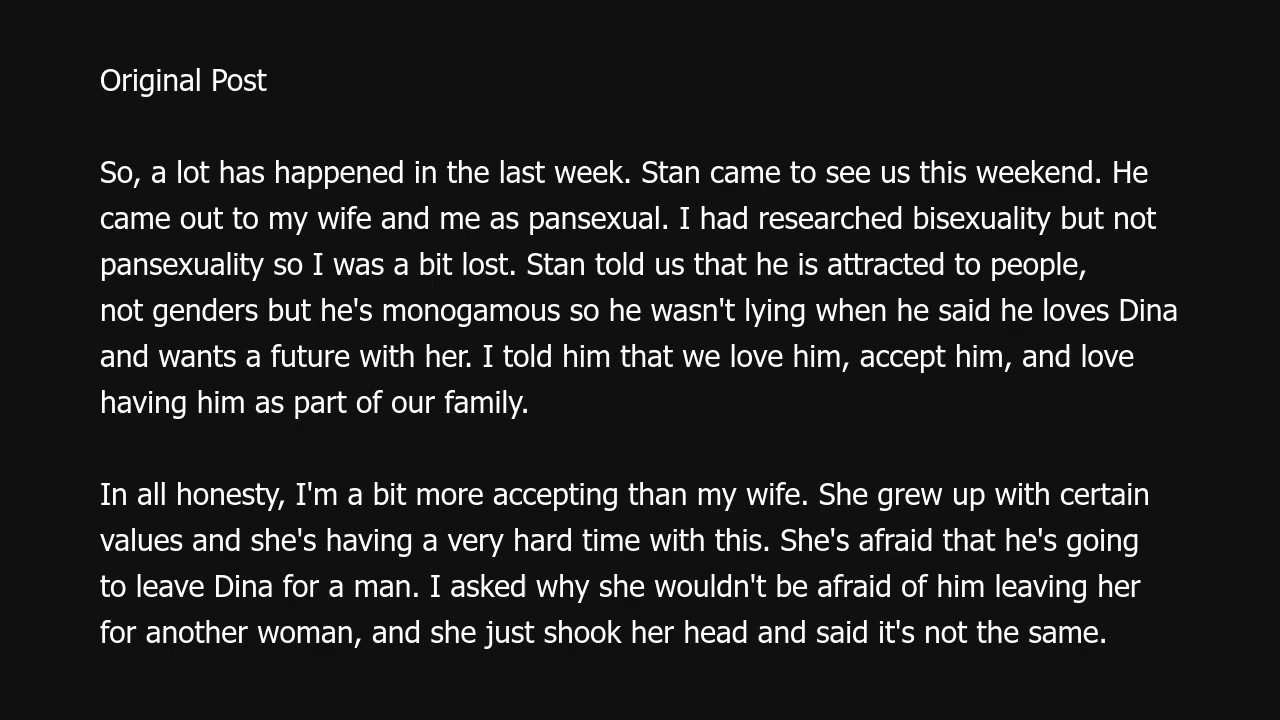 Original Post
So, a lot has happened in the last week. Stan came to see us this weekend. He
came out to my wife and me as pansexual. I had researched bisexuality but not
pansexuality so I was a bit lost. Stan told us that he is attracted to people,
not genders but he's monogamous so he wasn't lying when he said he loves Dina
and wants a future with her. I told him that we love him, accept him, and love
having him as part of our family.
In all honesty, I'm a bit more accepting than my wife. She grew up with certain
values and she's having a very hard time with this. She's afraid that he's going
to leave Dina for a man. I asked why she wouldn't be afraid of him leaving her
for another woman, and she just shook her head and said it's not the same.